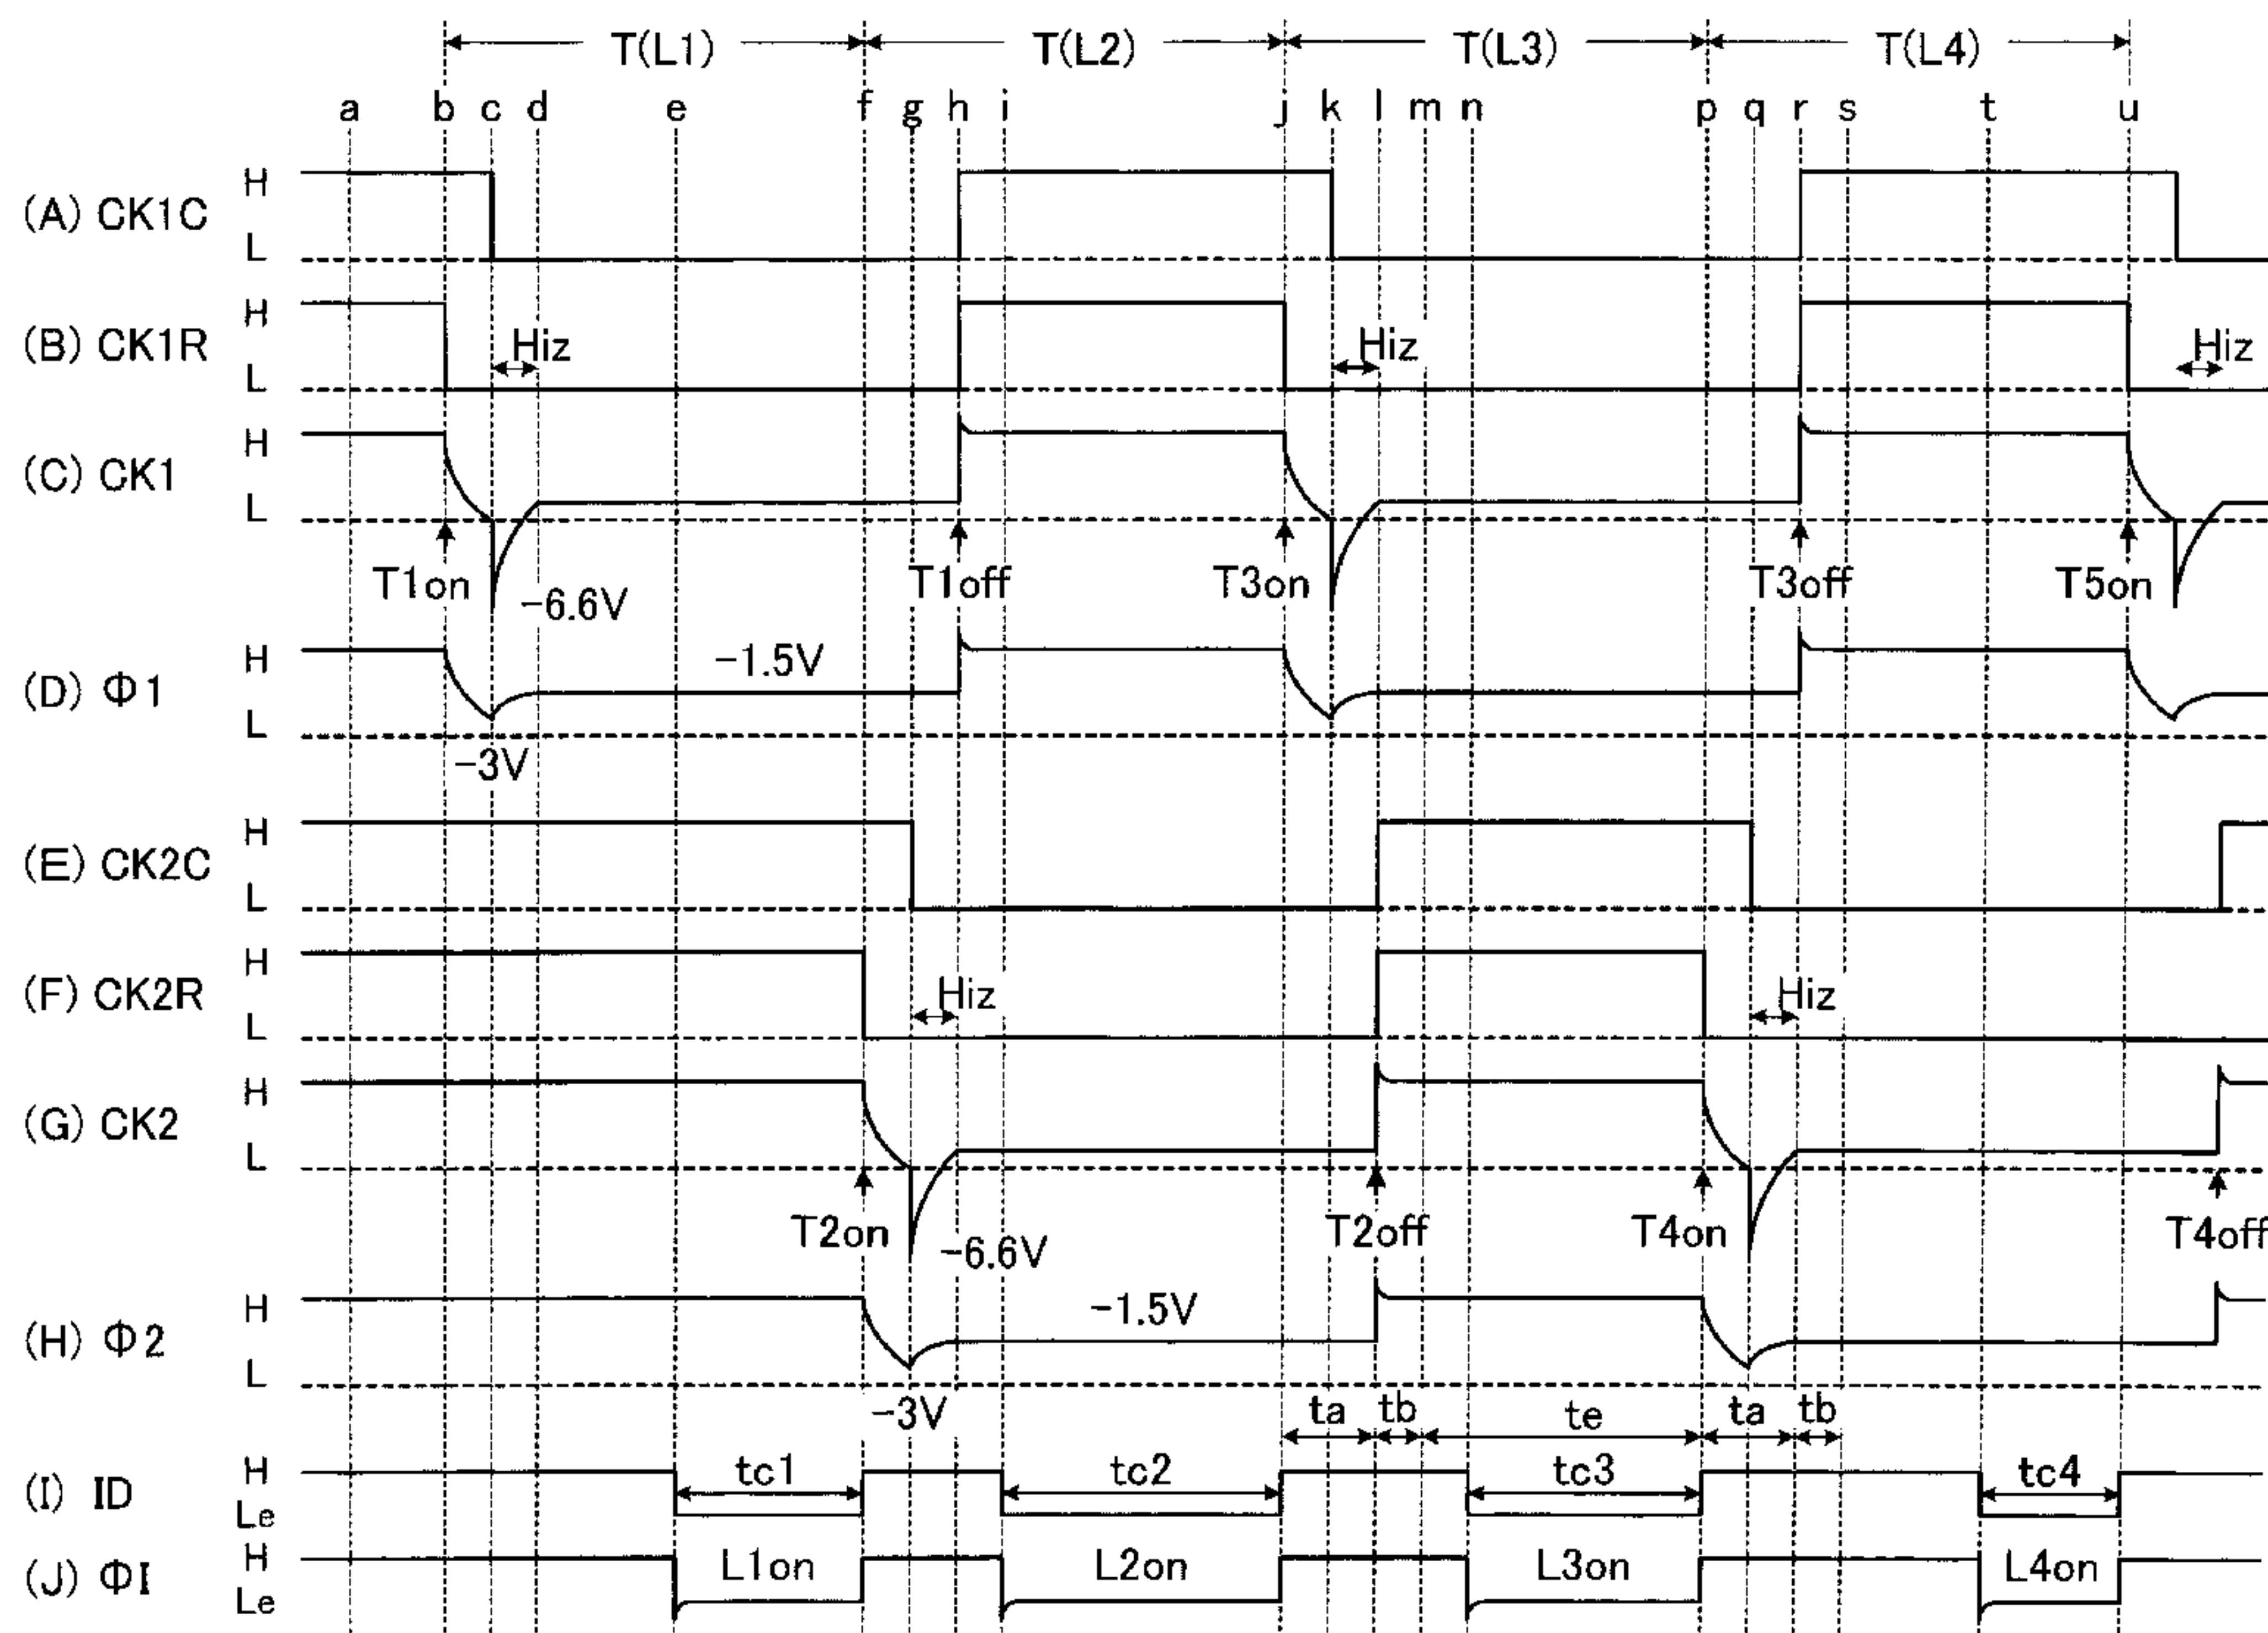 T(L1) T(L2) T(L3) T(L4)
a b c d e f g h i j k l m n p q r s t u
(A) CK1C H L
(B) CK1R H L Hiz Hiz Hiz
(C) CK1 H L
T1on -6.6V T1off T3on T3off T5on
(D) Φ1 H L -1.5V
-3V
(E) CK2C H L
(F) CK2R H L Hiz Hiz
(G) CK2 H L
T2on -6.6V T2off T4on T4off
(H) Φ2 H L -1.5V
-3V ta tb te ta tb
(I) ID H Le tc1 tc2 tc3 tc4
(J) ΦI H Le L1on L2on L3on L4on